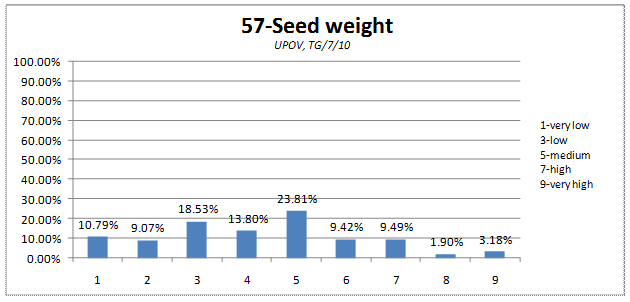 57-Seed weight
UPOV, TG/7/10
100.00%
90.00%
80.00%
70.00%
60.00%
50.00%
40.00%
30.00%
20.00%
10.00%
0.00%
10.79%
9.07%
18.53%
13.80%
23.81%
9.42%
9.49%
1.90%
3.18%
1 2 3 4 5 6 7 8 9
1-very low
3-low
5-medium
7-high
9-very high